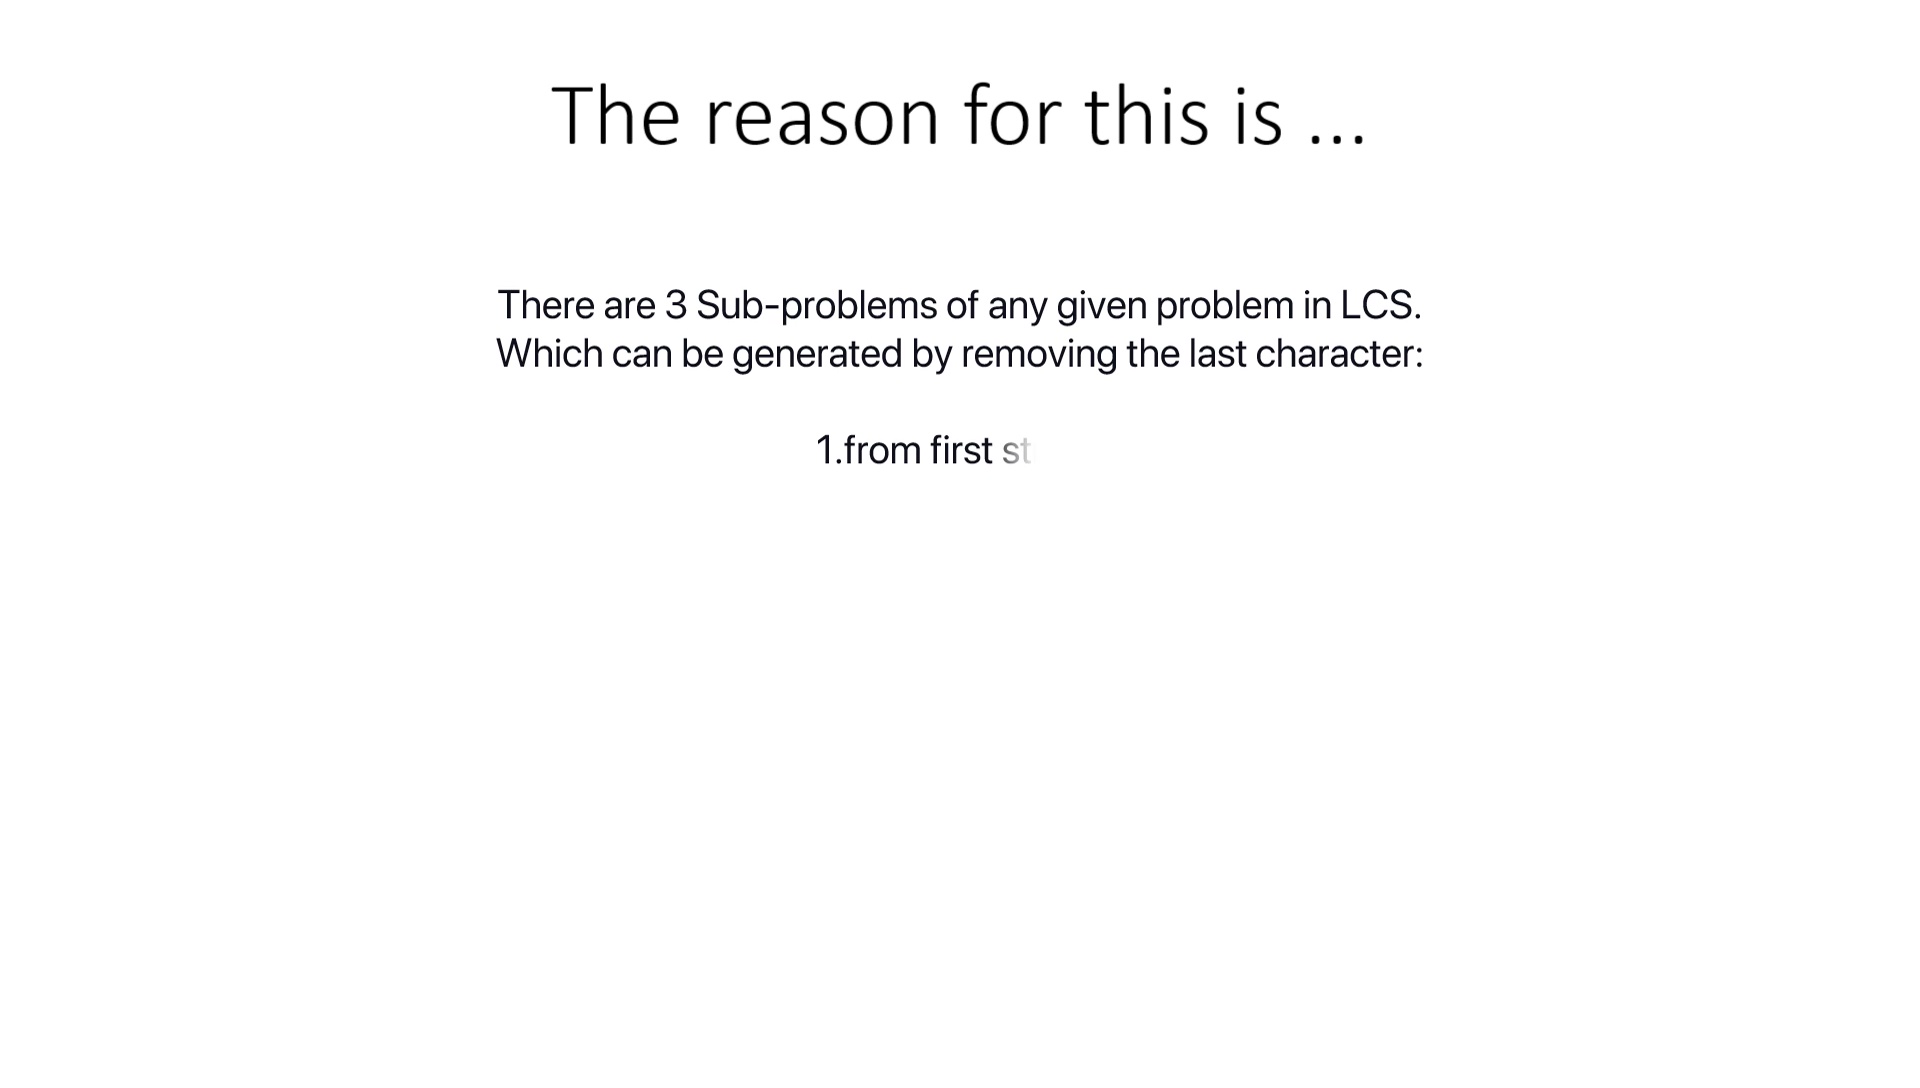 The reason for this is ...
There are 3 Sub-problems of any given problem in LCS.
Which can be generated by removing the last character:
1.from first st